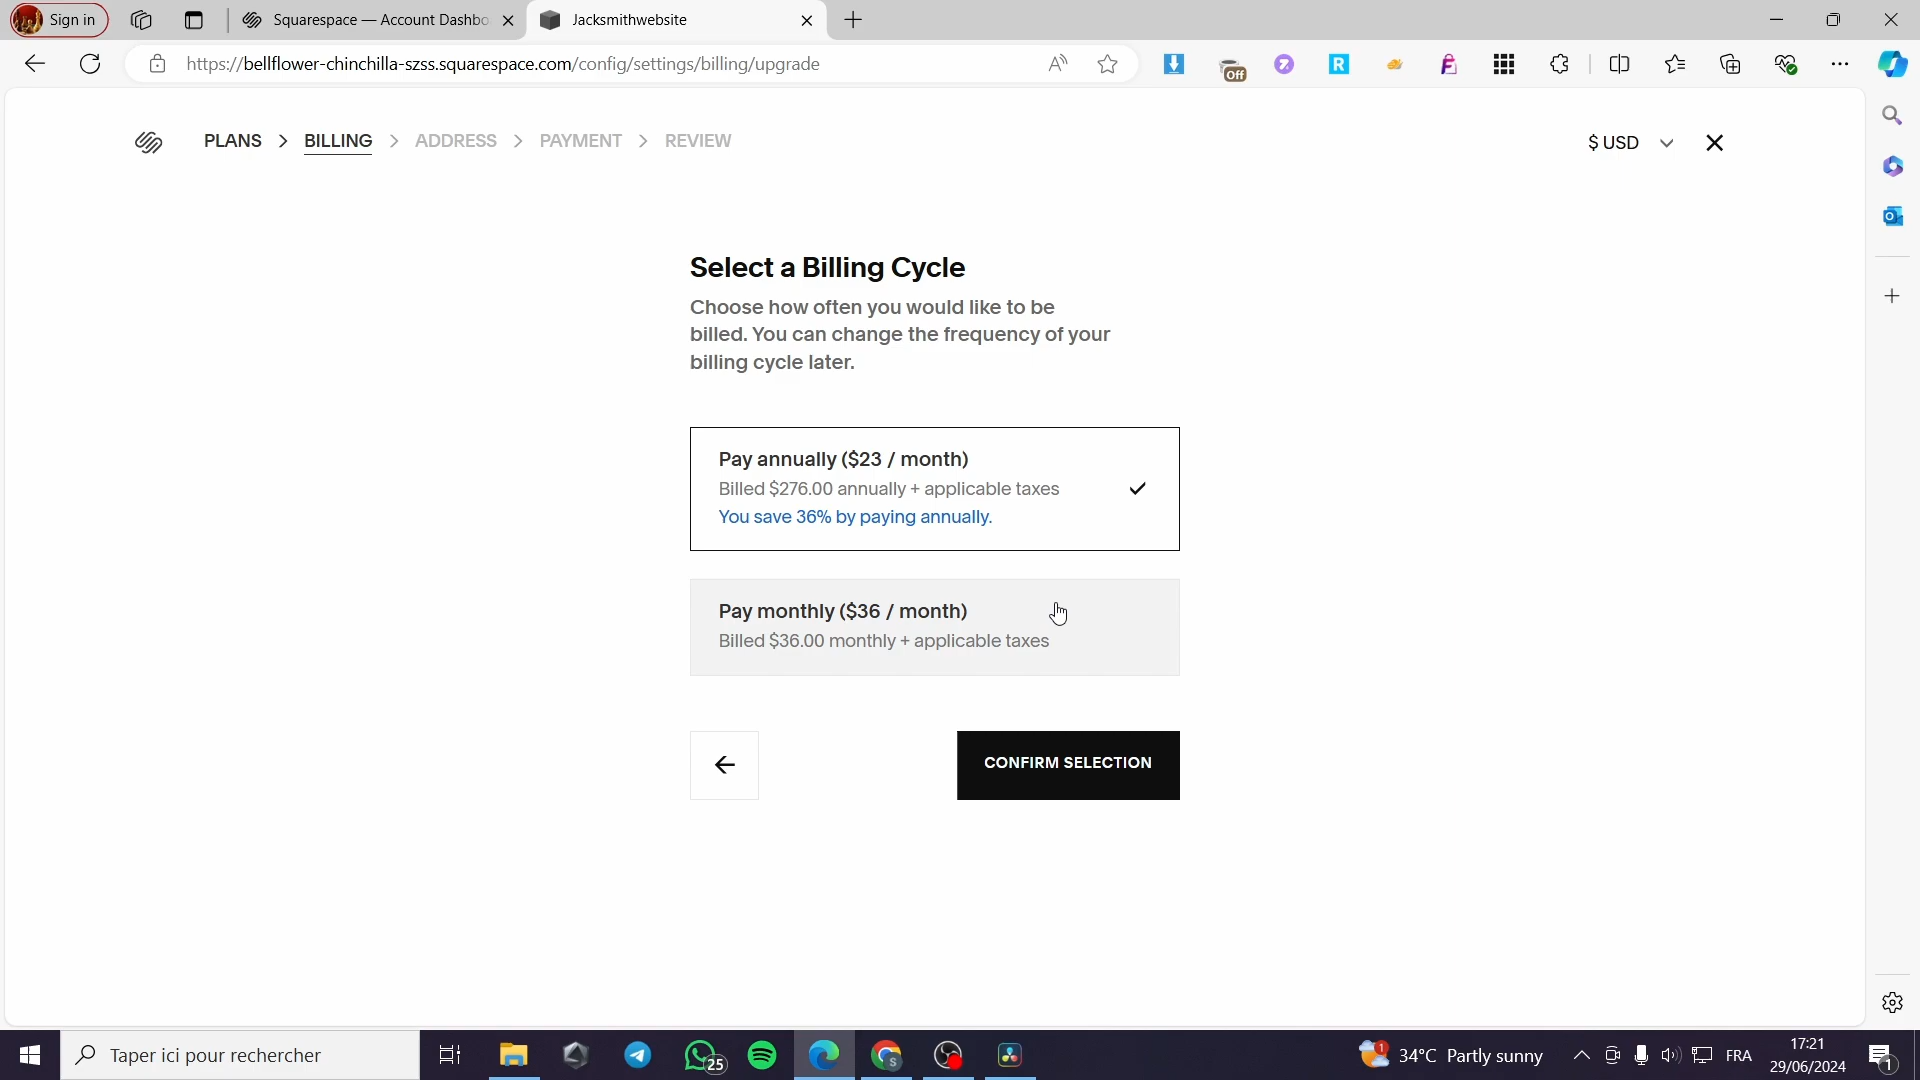 Sign in
Squarespace — Account Dashbo
Jacksmithwebsite
https://bellflower-chinchilla-szss.squarespace.com/config/settings/billing/upgrade
Off
PLANS > BILLING > ADDRESS > PAYMENT > REVIEW
$ USD
Select a Billing Cycle
Choose how often you would like to be
billed. You can change the frequency of your
billing cycle later.
Pay annually ($23 / month)
Billed $276.00 annually + applicable taxes
You save 36% by paying annually.
Pay monthly ($36 / month)
Billed $36.00 monthly + applicable taxes
CONFIRM SELECTION
Taper ici pour rechercher
25
1
34°C Partly sunny
FRA
17:21
29/06/2024
1